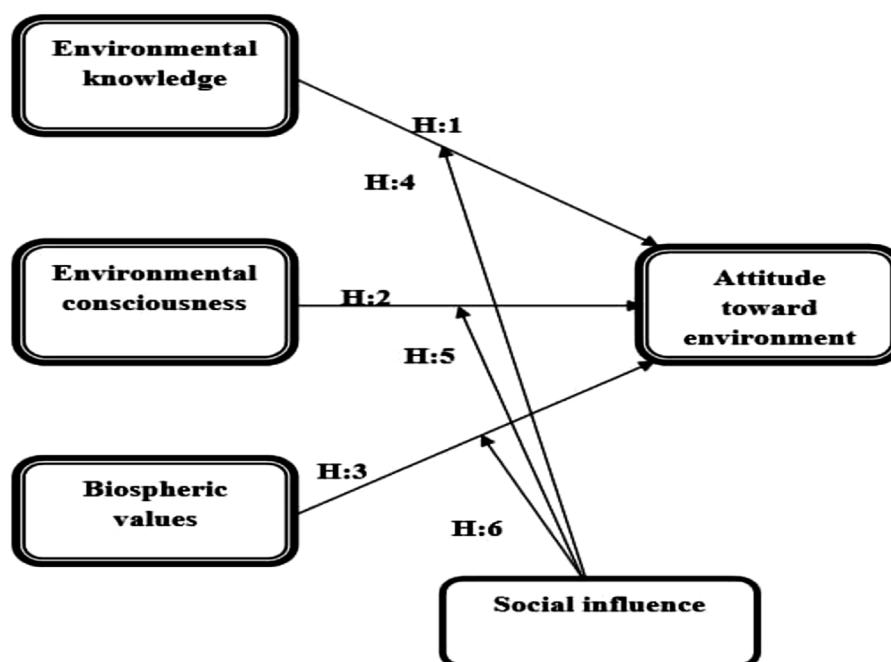 Environmental
knowledge
H:1
H:4
Environmental
consciousness
H:2
Attitude
toward
environment
H:5
Biospheric
values
H:3
H:6
Social influence